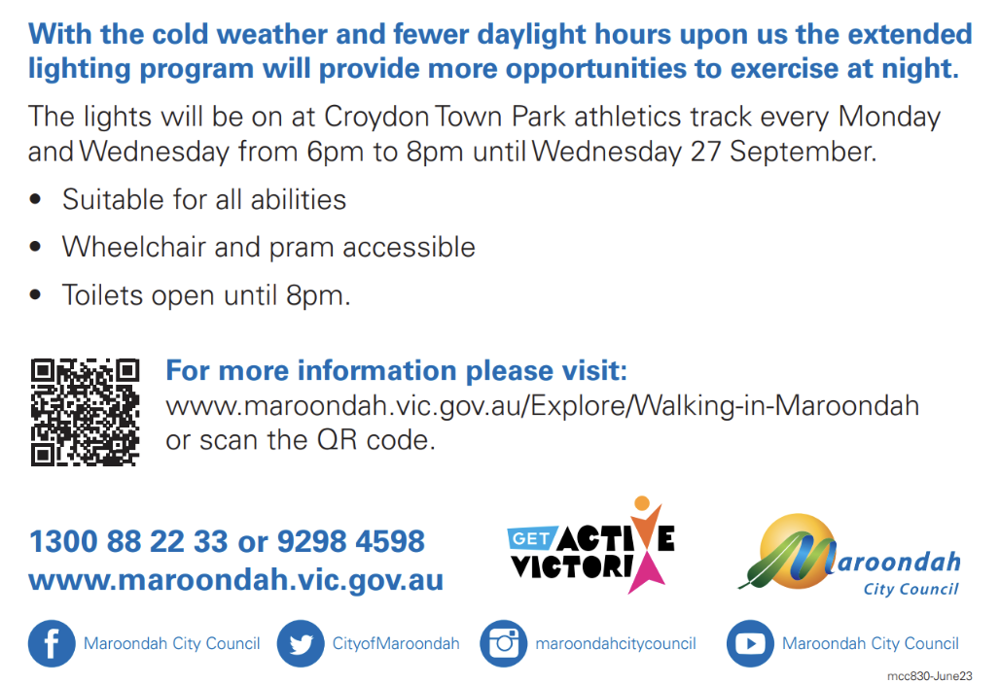 With the cold weather and fewer daylight hours upon us the extended
lighting program will provide more opportunities to exercise at night.
The lights will be on at Croydon Town Park athletics track every Monday
and Wednesday from 6pm to 8pm until Wednesday 27 September.
• Suitable for all abilities
• Wheelchair and pram accessible
• Toilets open until 8pm.
For more information please visit:
www.maroondah.vic.gov.au/Explore/Walking-in-Maroondah
or scan the QR code.
1300 88 22 33 or 9298 4598
www.maroondah.vic.gov.au
GET ACTIVE
VICTORIA
Maroondah
City Council
Maroondah City Council
CityofMaroondah
maroondahcitycouncil
Maroondah City Council
mcc830-June23